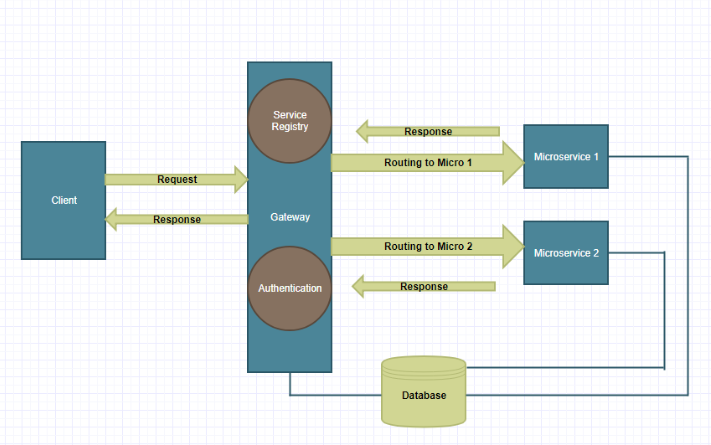 Service
Registry
Response
Routing to Micro 1
Microservice 1
Request
Client
Response
Gateway
Routing to Micro 2
Microservice 2
Authentication
Response
Database